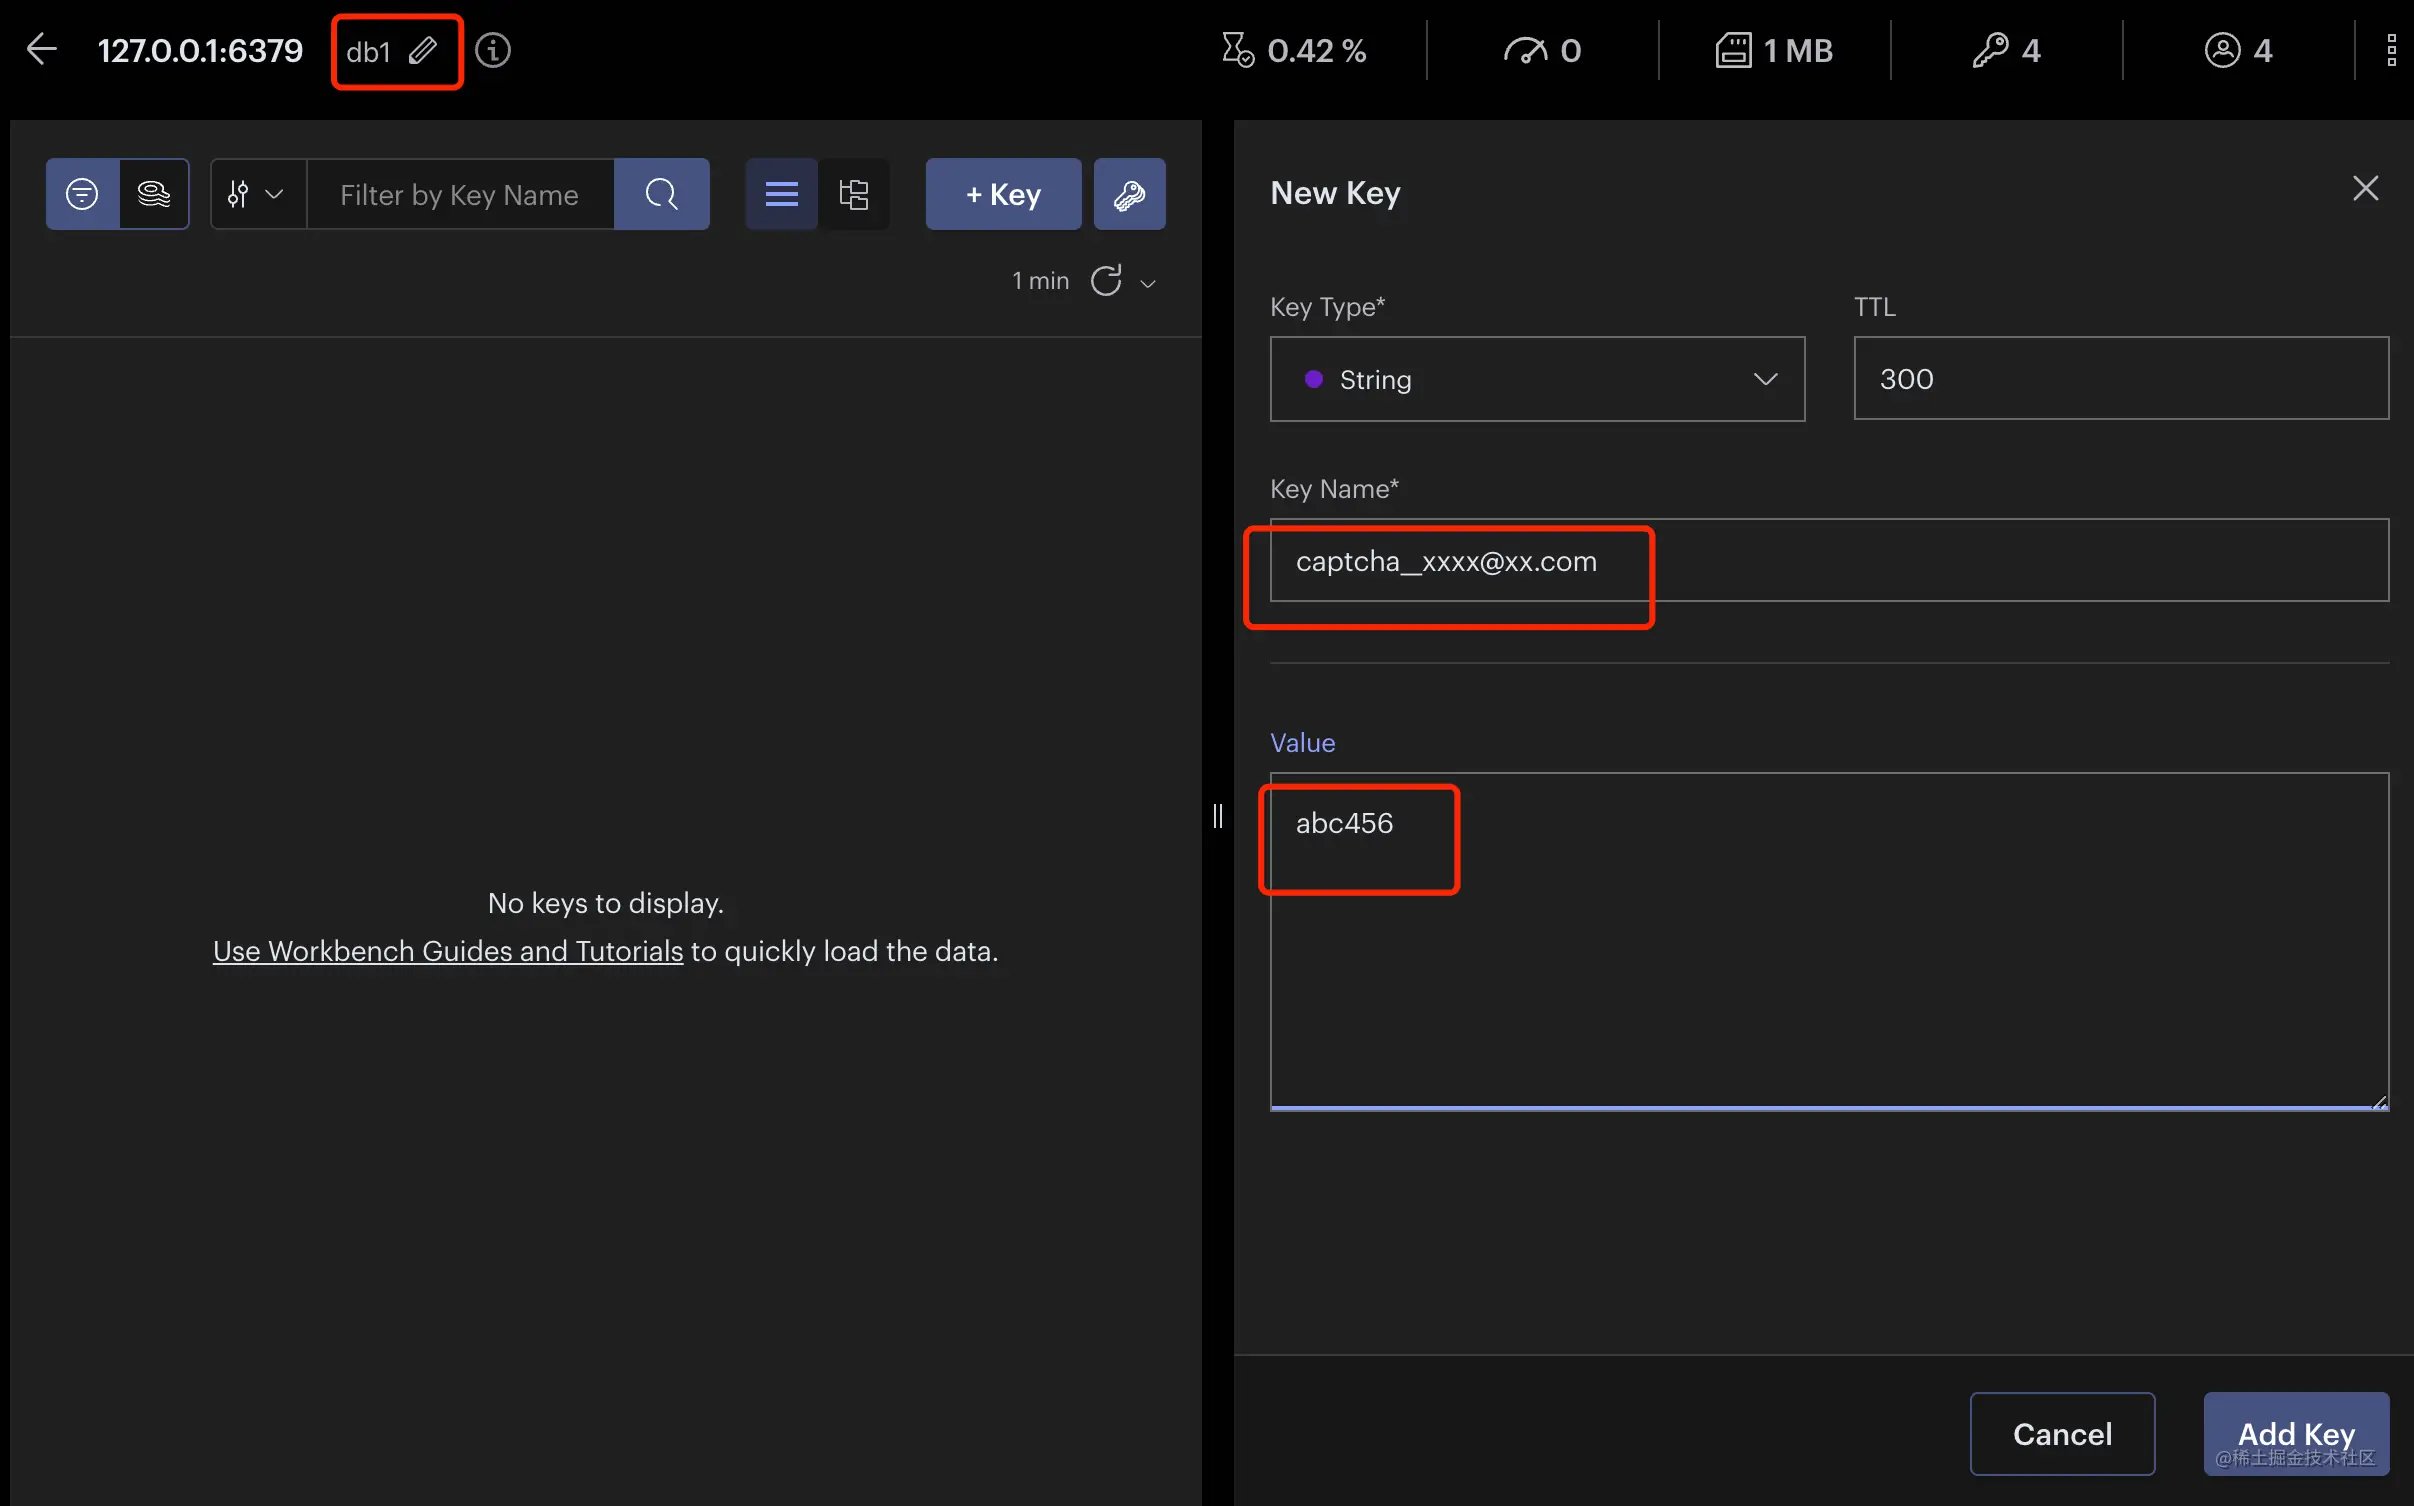 127.0.0.1:6379 db1 0.42 % 0 1 MB 4 4
Filter by Key Name + Key
1 min
No keys to display.
Use Workbench Guides and Tutorials to quickly load the data.
New Key
Key Type* TTL
String 300
Key Name*
captcha_xxxx@xx.com
Value
abc456
Cancel Add Key
@稀土掘金技术社区